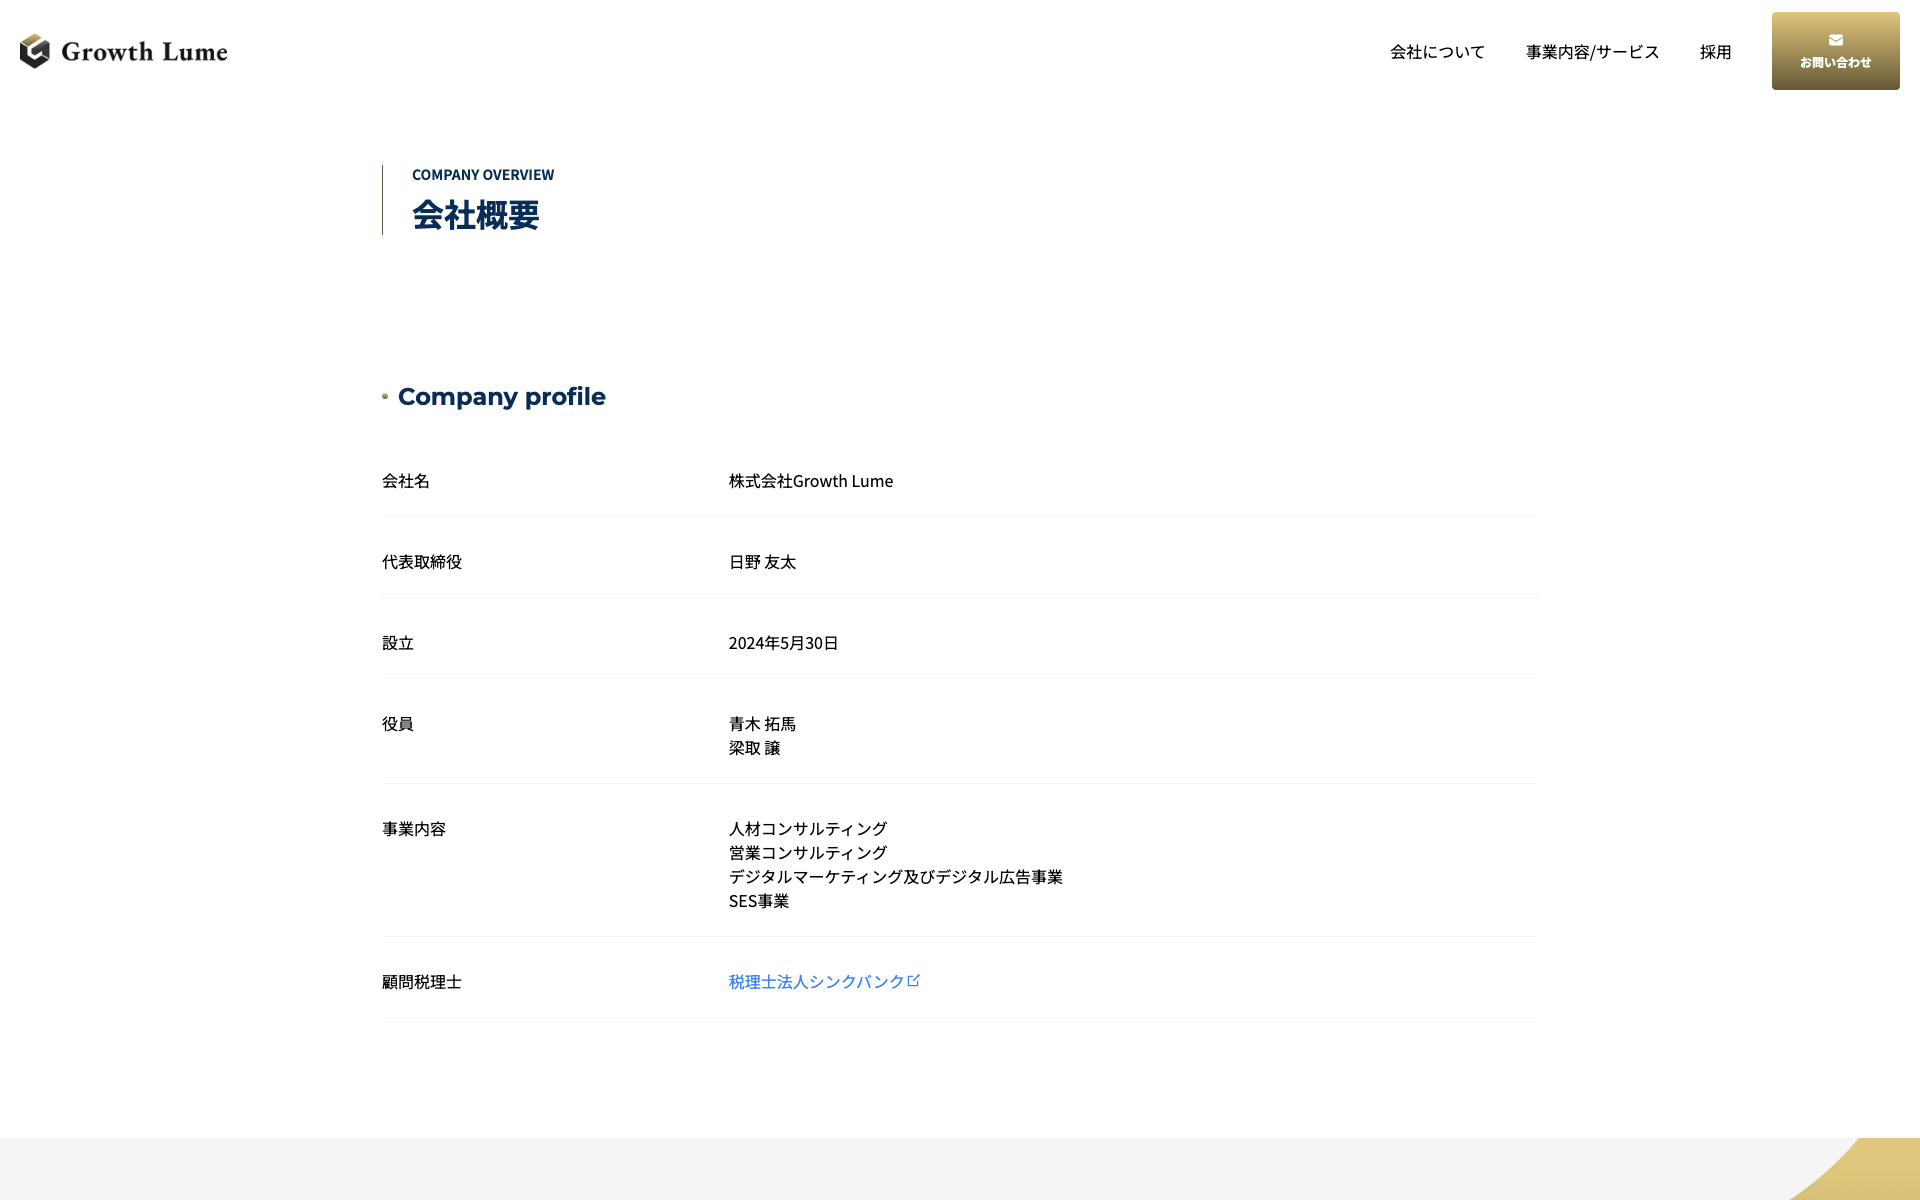 Growth Lume
会社について
事業内容/サービス
採用
お問い合わせ
COMPANY OVERVIEW
会社概要
Company profile
会社名
株式会社Growth Lume
代表取締役
日野 友太
設立
2024年5月30日
役員
青木 拓馬
梁取 譲
事業内容
人材コンサルティング
営業コンサルティング
デジタルマーケティング及びデジタル広告事業
SES事業
顧問税理士
税理士法人シンクバンク